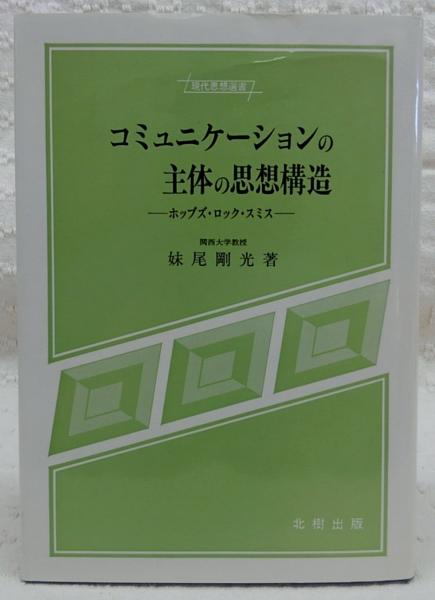 現代思想選書
コミュニケーションの
主体の思想構造
―ホッブズ・ロック・スミス―
関西大学教授
妹尾剛光著
北樹出版